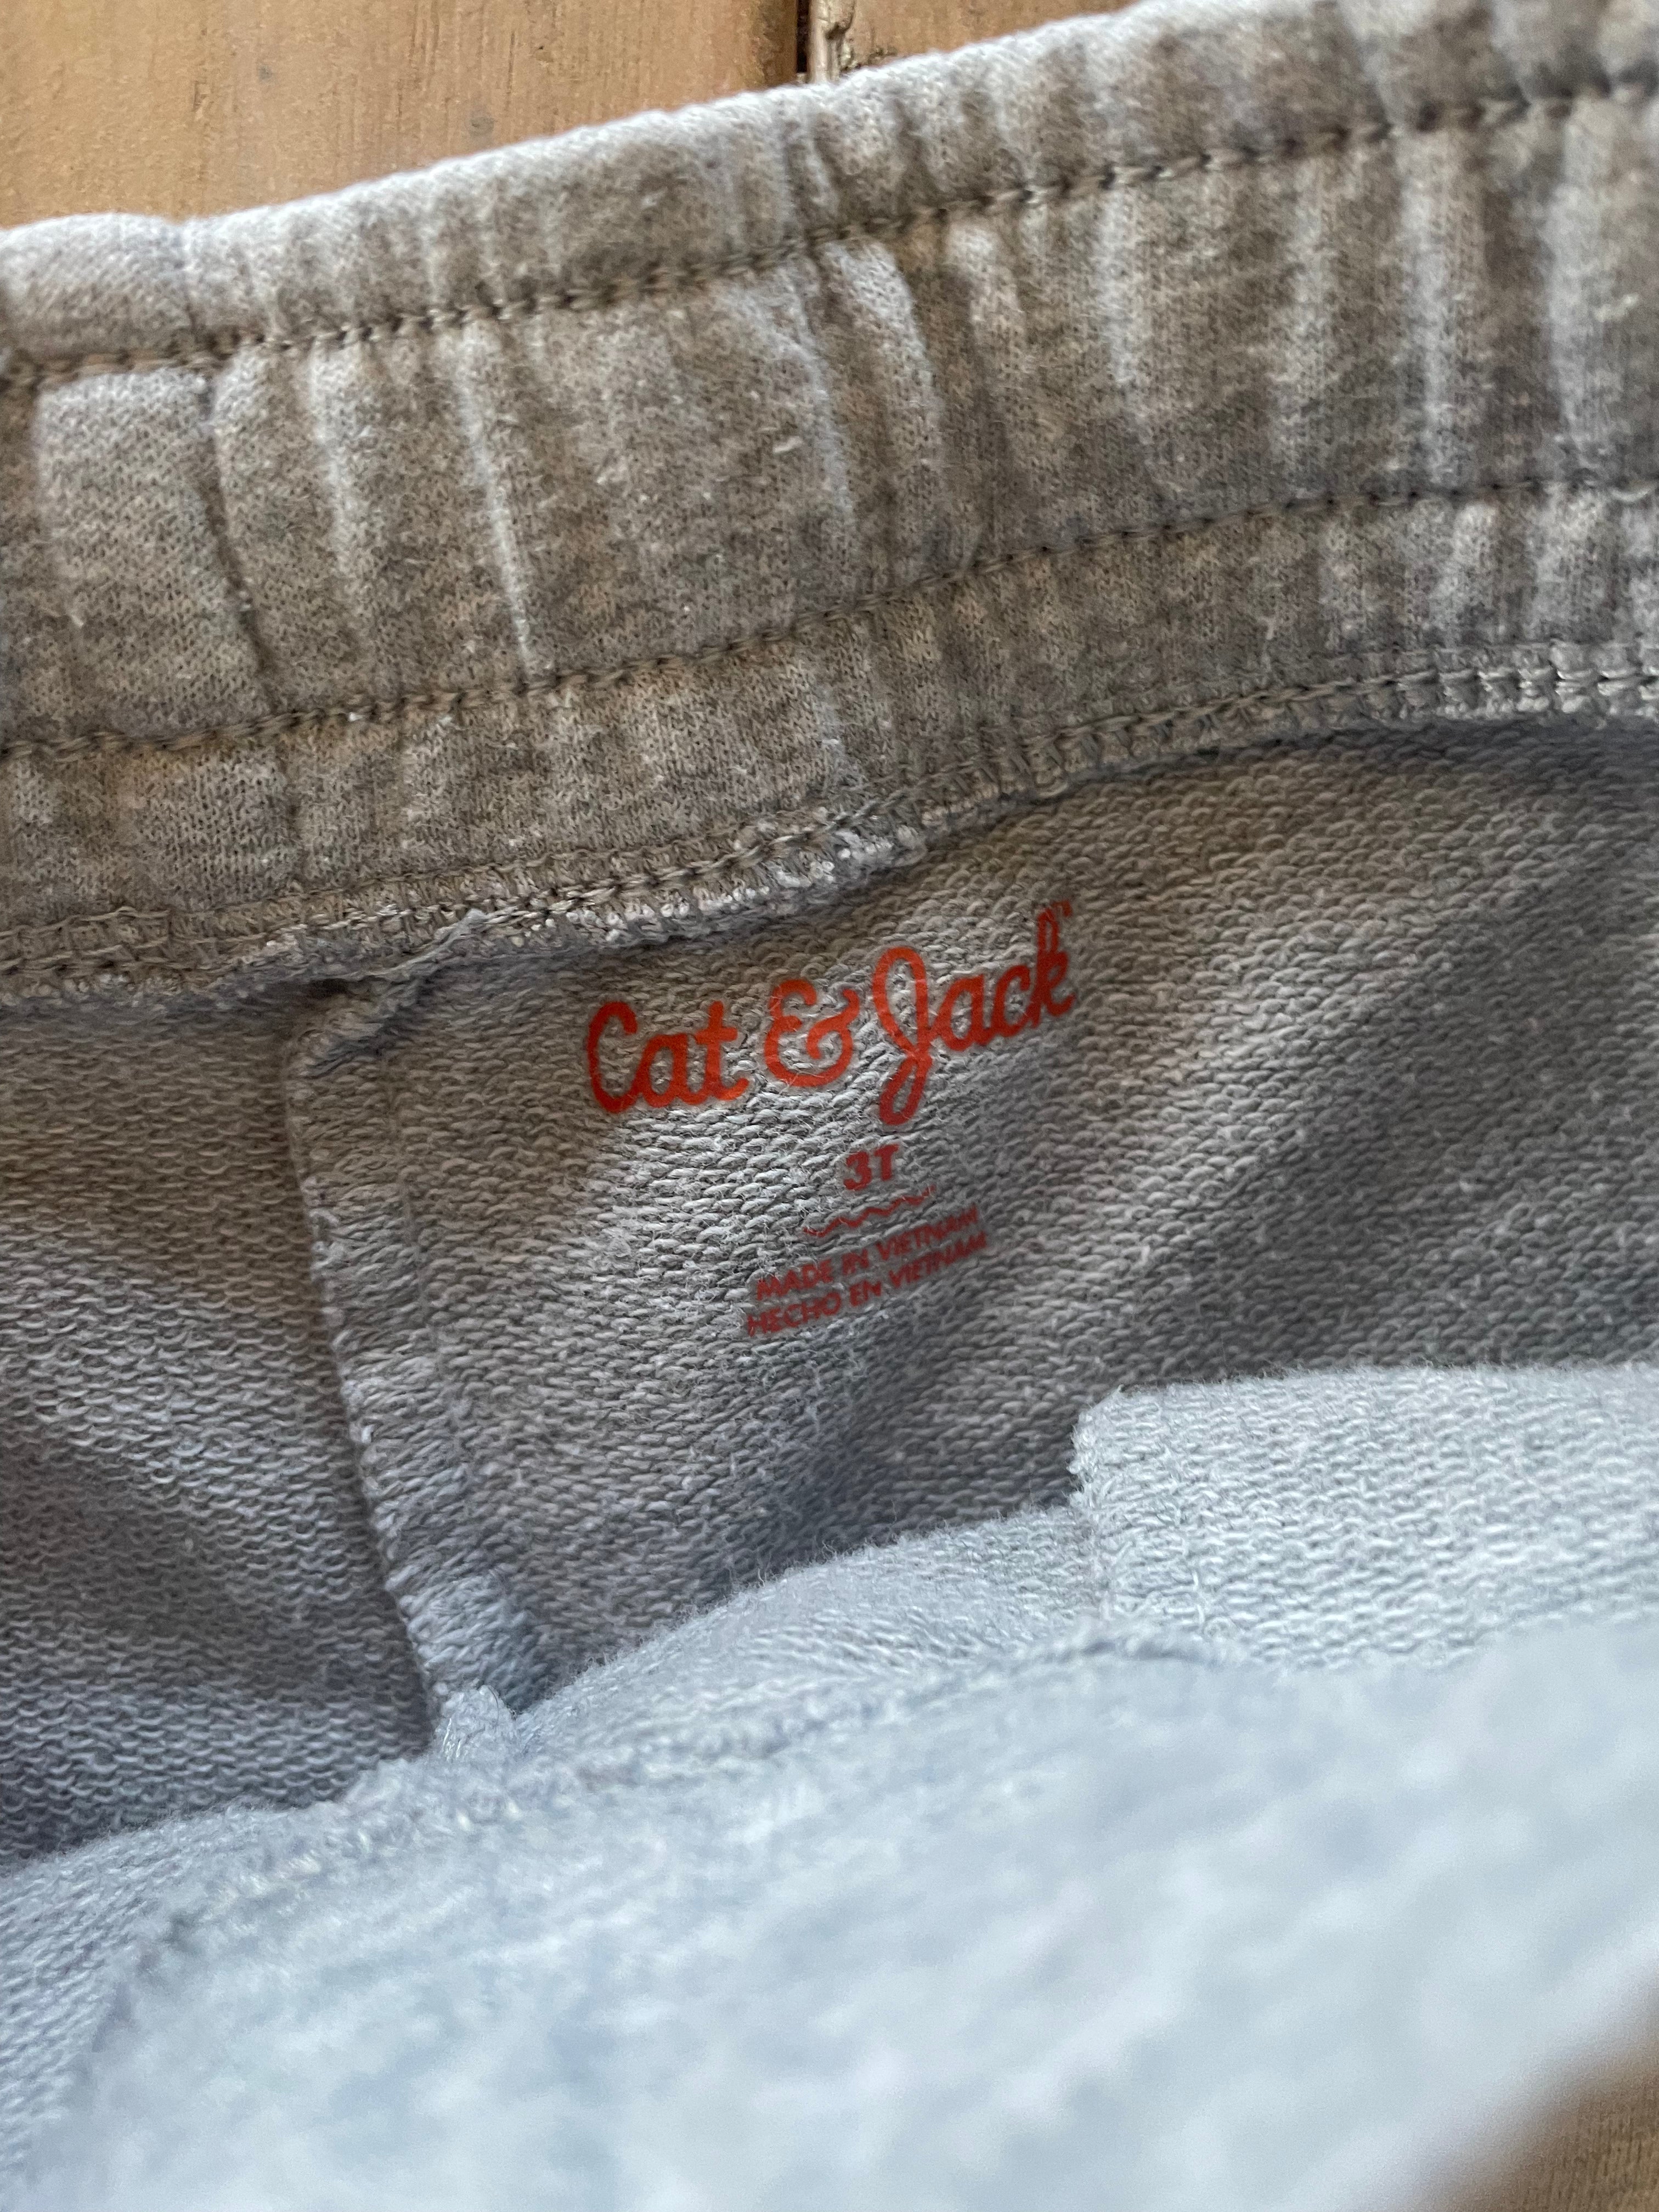 Cat & Jack
3T
MADE IN VIETNAM
HECHO EN VIETNAM